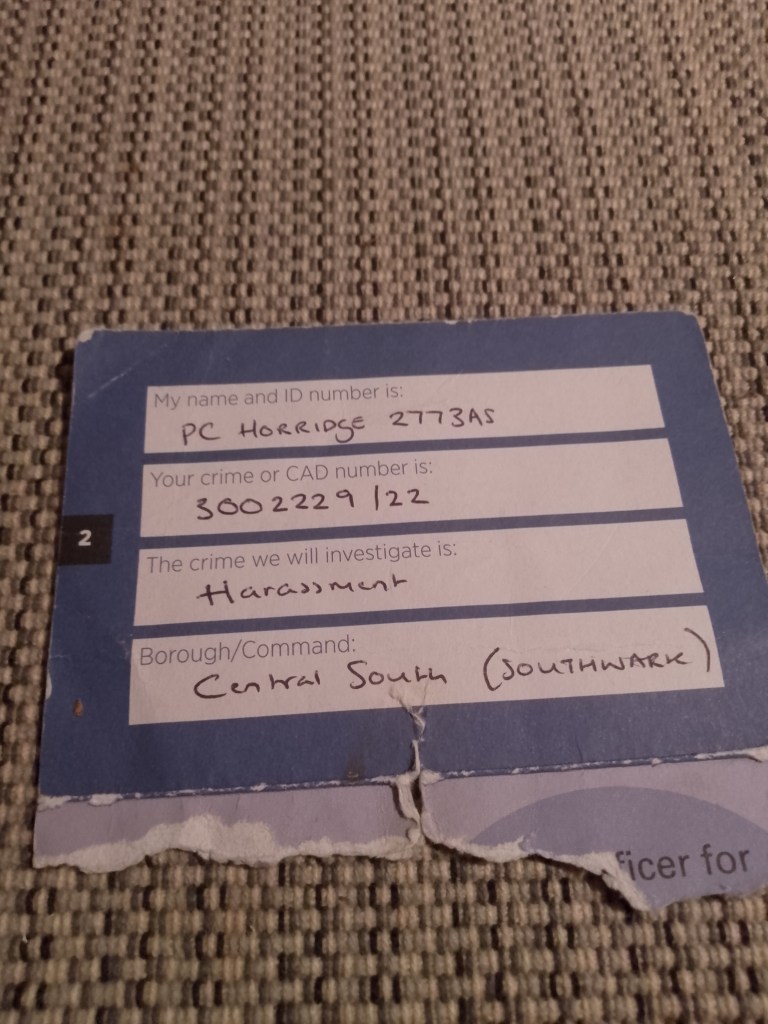 My name and ID number is:
PC HORRIDGE 2773AS
Your crime or CAD number is:
3002229/22
2
The crime we will investigate is:
Harassment
Borough/Command:
Central South (SOUTHWARK)
ficer for